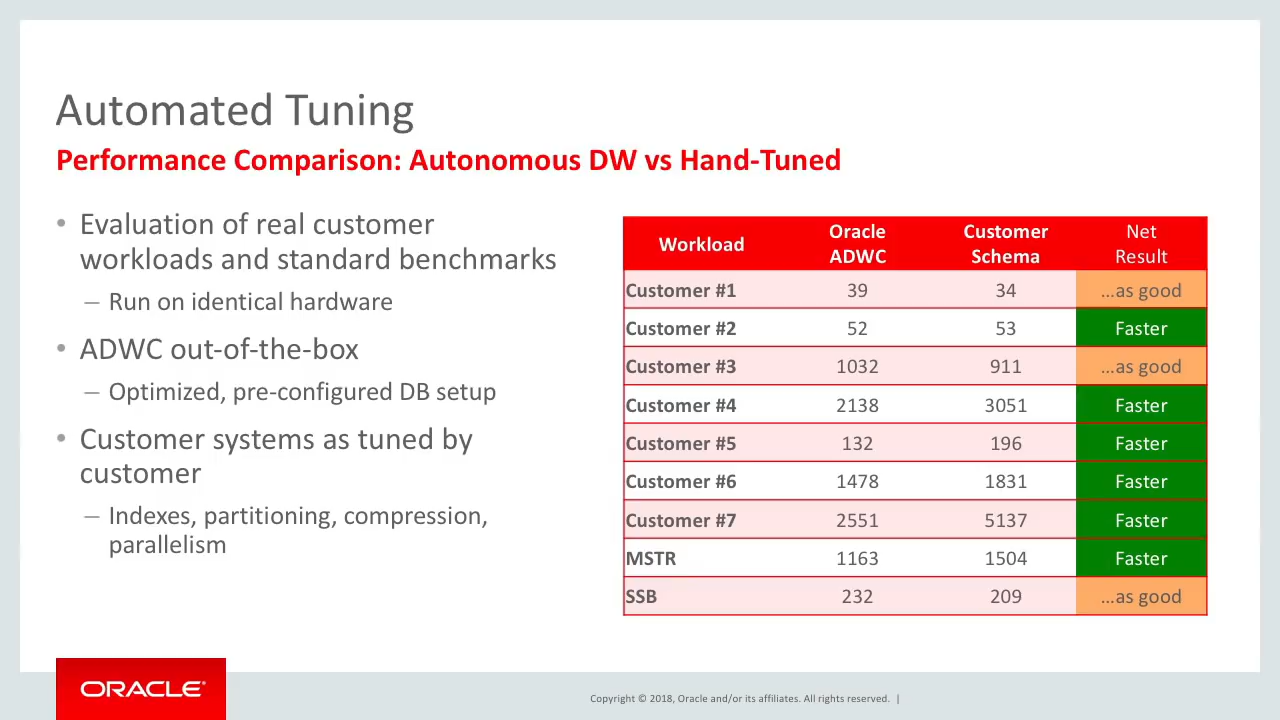 Automated Tuning
Performance Comparison: Autonomous DW vs Hand-Tuned
• Evaluation of real customer
workloads and standard benchmarks
– Run on identical hardware
• ADWC out-of-the-box
– Optimized, pre-configured DB setup
• Customer systems as tuned by
customer
– Indexes, partitioning, compression,
parallelism
Workload Oracle ADWC Customer Schema Net Result
Customer #1 39 34 ...as good
Customer #2 52 53 Faster
Customer #3 1032 911 ...as good
Customer #4 2138 3051 Faster
Customer #5 132 196 Faster
Customer #6 1478 1831 Faster
Customer #7 2551 5137 Faster
MSTR 1163 1504 Faster
SSB 232 209 ...as good
ORACLE®
Copyright © 2018, Oracle and/or its affiliates. All rights reserved. |